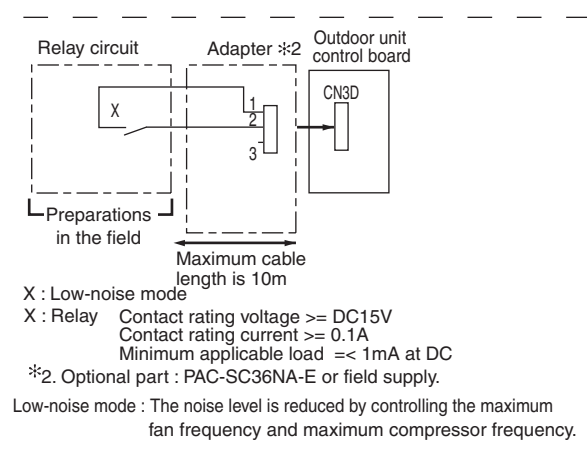 Relay circuit
Adapter ✻2
Outdoor unit
control board
CN3D
X
1
2
3
Preparations
in the field
Maximum cable
length is 10m
X : Low-noise mode
X : Relay Contact rating voltage >= DC15V
Contact rating current >= 0.1A
Minimum applicable load =< 1mA at DC
✻2. Optional part : PAC-SC36NA-E or field supply.
Low-noise mode : The noise level is reduced by controlling the maximum
fan frequency and maximum compressor frequency.